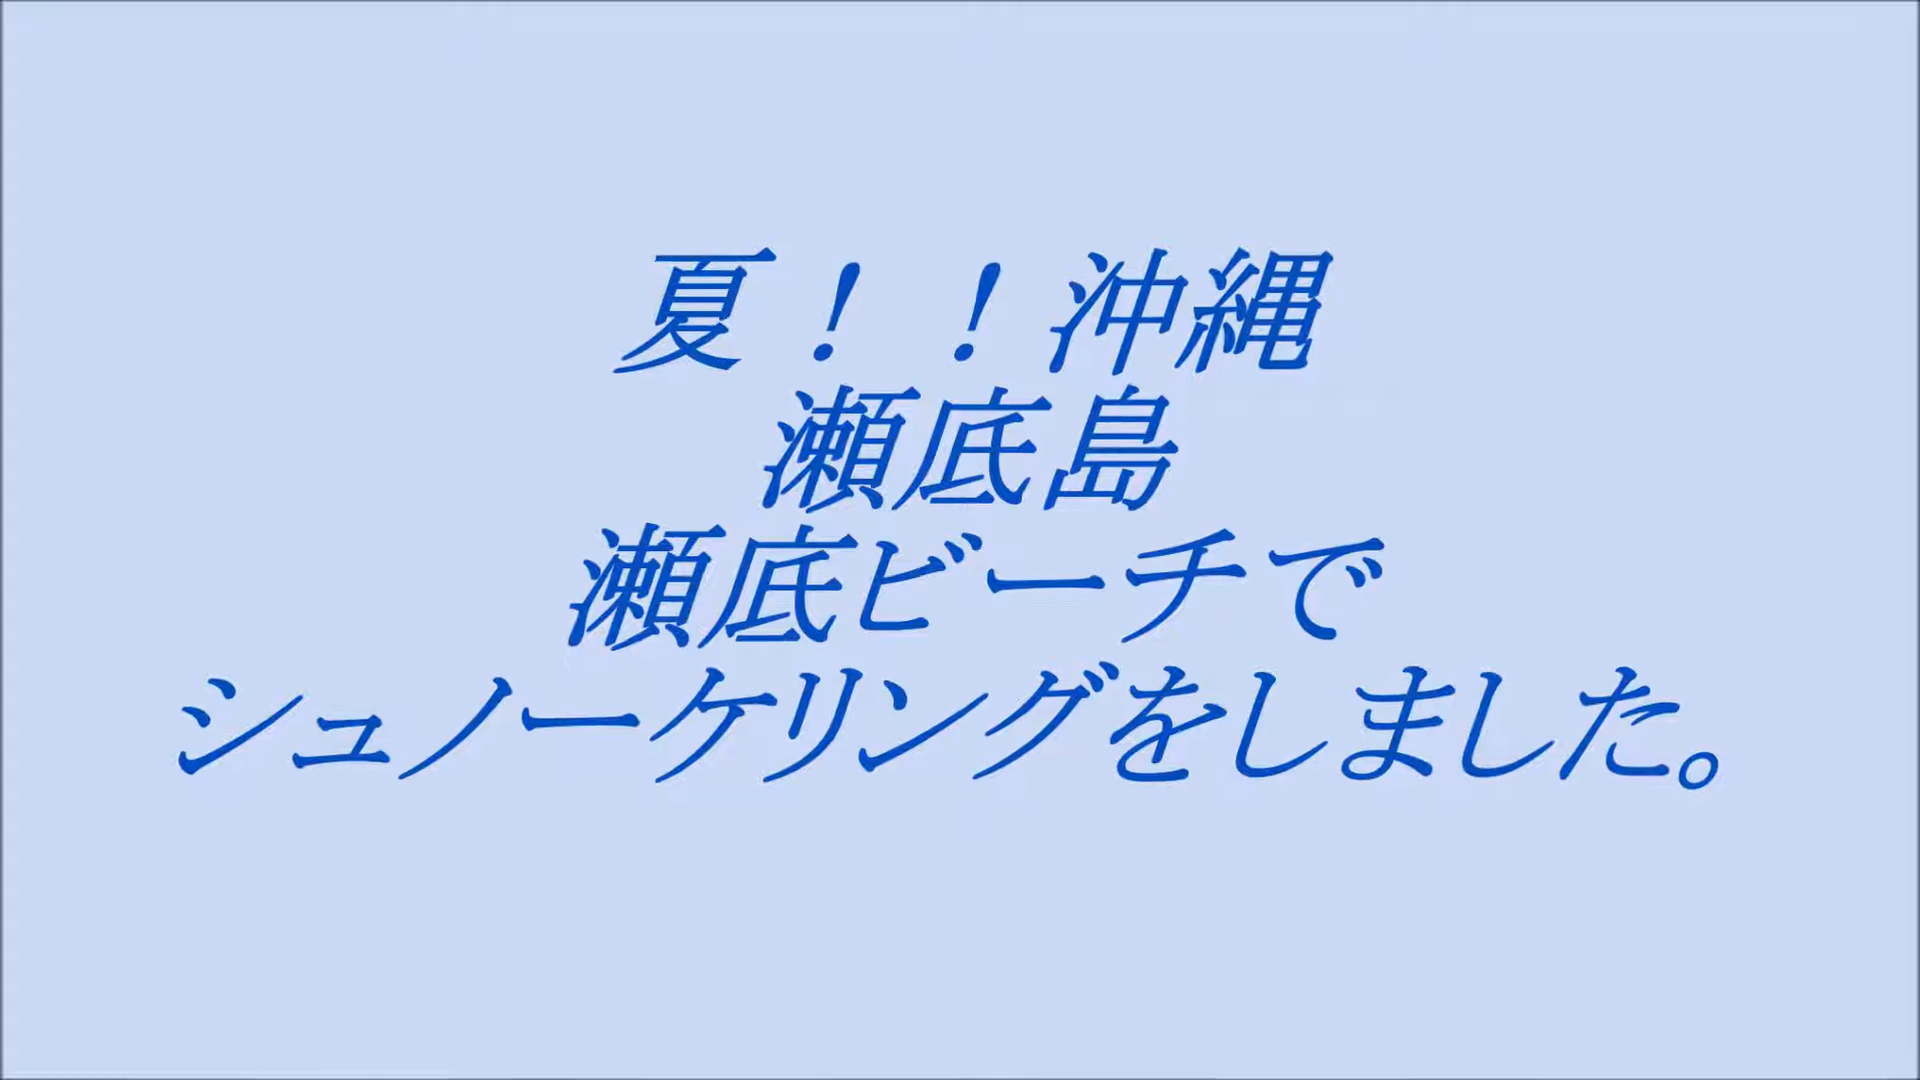 夏！！沖縄
瀬底島
瀬底ビーチで
シュノーケリングをしました。